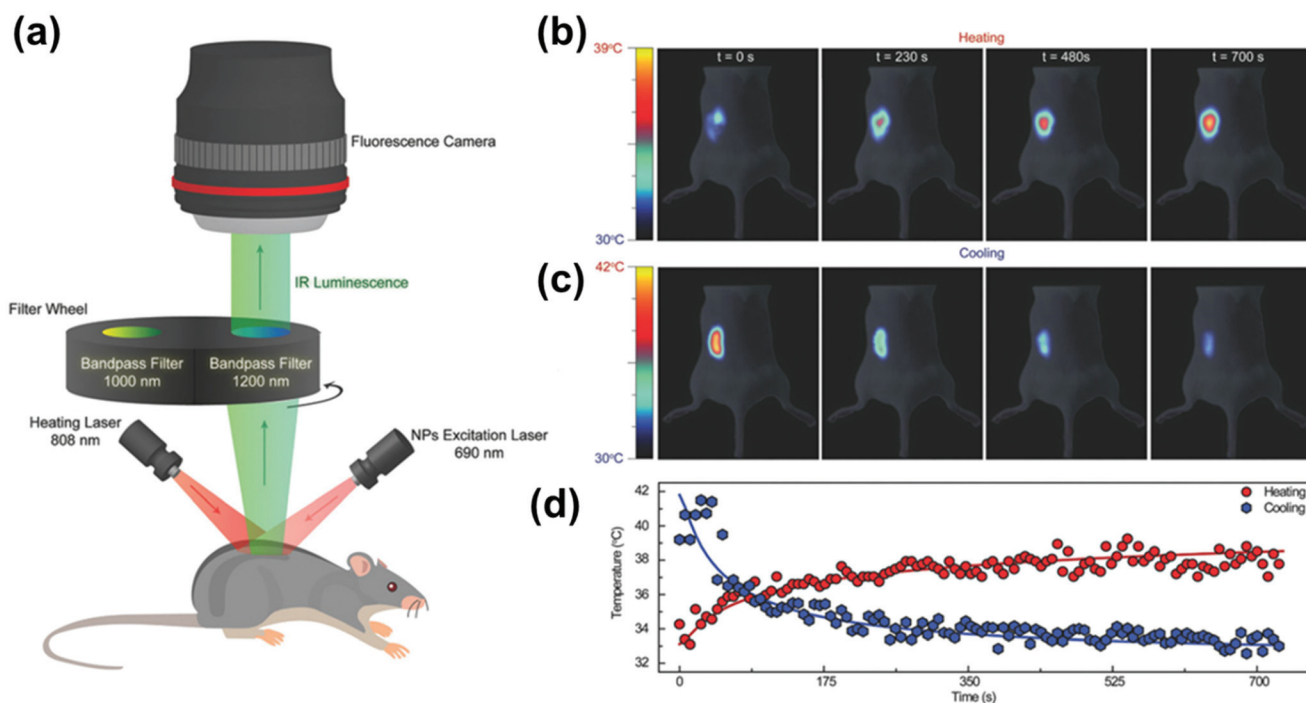 (a)
Fluorescence Camera
IR Luminescence
Filter Wheel
Bandpass Filter
1000 nm
Bandpass Filter
1200 nm
Heating Laser
808 nm
NPs Excitation Laser
690 nm
(b)
Heating
39°C
30°C
t = 0 s
t = 230 s
t = 480s
t = 700 s
(c)
Cooling
42°C
30°C
(d)
Heating
Cooling
Temperature (°C)
42
40
38
36
34
32
0
175
350
525
700
Time (s)